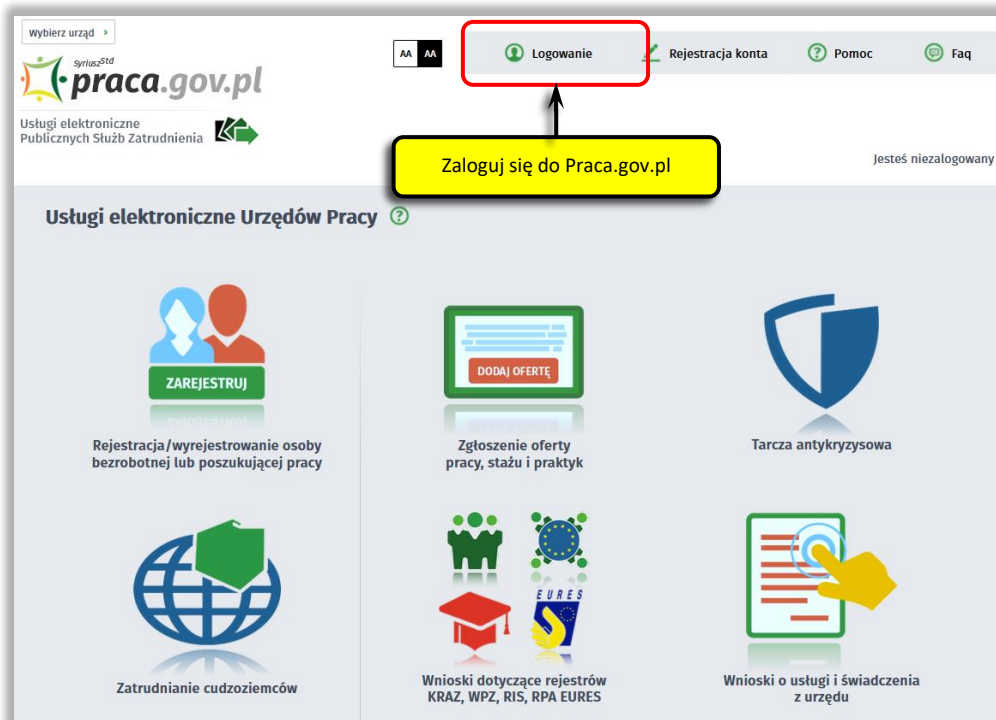 Wybierz urząd
AA AA
Logowanie
Rejestracja konta
Pomoc
Faq
Syriusz Std
praca.gov.pl
Usługi elektroniczne
Publicznych Służb Zatrudnienia
Zaloguj się do Praca.gov.pl
Jesteś niezalogowany
Usługi elektroniczne Urzędów Pracy
ZAREJESTRUJ
Rejestracja/wyrejestrowanie osoby
bezrobotnej lub poszukującej pracy
DODAJ OFERTĘ
Zgłoszenie oferty
pracy, stażu i praktyk
Tarcza antykryzysowa
Zatrudnianie cudzoziemców
EURES
Wnioski dotyczące rejestrów
KRAZ, WPZ, RIS, RPA EURES
Wnioski o usługi i świadczenia
z urzędu